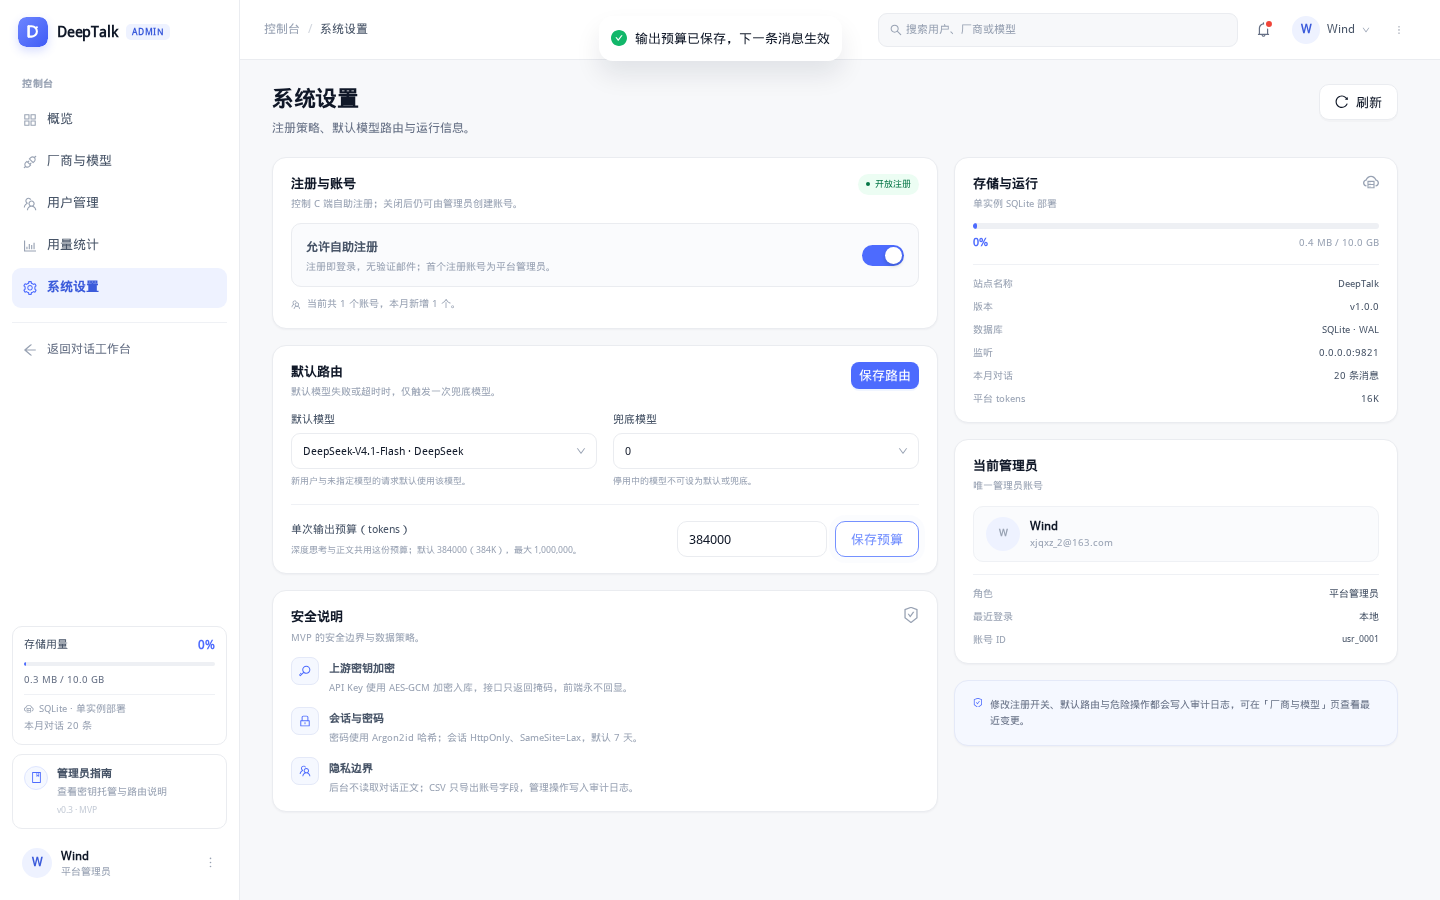 DeepTalk ADMIN
控制台
概览
厂商与模型
用户管理
用量统计
系统设置
返回对话工作台
存储用量 0%
0.3 MB / 10.0 GB
SQLite · 单实例部署
本月对话 20 条
管理员指南
查看密钥托管与路由说明
v0.3 · MVP
W Wind
平台管理员
控制台 / 系统设置
输出预算已保存，下一条消息生效
搜索用户、厂商或模型
W Wind
系统设置
注册策略、默认模型路由与运行信息。
刷新
注册与账号
开放注册
控制 C 端自助注册；关闭后仍可由管理员创建账号。
允许自助注册
注册即登录，无验证邮件；首个注册账号为平台管理员。
当前共 1 个账号，本月新增 1 个。
默认路由
保存路由
默认模型失败或超时时，仅触发一次兜底模型。
默认模型 兜底模型
DeepSeek-V4.1-Flash · DeepSeek 0
新用户与未指定模型的请求默认使用该模型。 停用中的模型不可设为默认或兜底。
单次输出预算（tokens）
深度思考与正文共用这份预算；默认 384000（384K），最大 1,000,000。
384000 保存预算
安全说明
MVP 的安全边界与数据策略。
上游密钥加密
API Key 使用 AES-GCM 加密入库，接口只返回掩码，前端永不回显。
会话与密码
密码使用 Argon2id 哈希；会话 HttpOnly、SameSite=Lax，默认 7 天。
隐私边界
后台不读取对话正文；CSV 只导出账号字段，管理操作写入审计日志。
存储与运行
单实例 SQLite 部署
0% 0.4 MB / 10.0 GB
站点名称 DeepTalk
版本 v1.0.0
数据库 SQLite · WAL
监听 0.0.0.0:9821
本月对话 20 条消息
平台 tokens 16K
当前管理员
唯一管理员账号
W Wind
xjqxz_2@163.com
角色 平台管理员
最近登录 本地
账号 ID usr_0001
修改注册开关、默认路由与危险操作都会写入审计日志，可在「厂商与模型」页查看最
近变更。